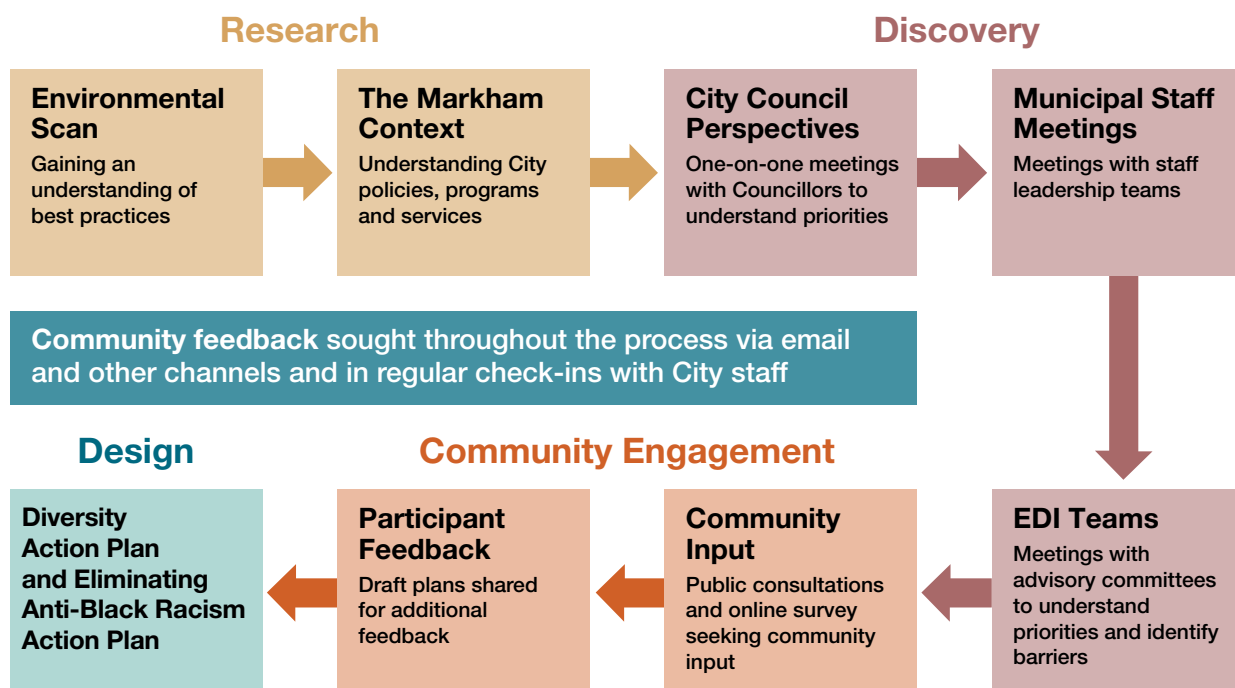 Research
Discovery
Environmental
Scan
Gaining an
understanding of
best practices
The Markham
Context
Understanding City
policies, programs
and services
City Council
Perspectives
One-on-one meetings
with Councillors to
understand priorities
Municipal Staff
Meetings
Meetings with staff
leadership teams
Community feedback sought throughout the process via email
and other channels and in regular check-ins with City staff
Design
Community Engagement
Diversity
Action Plan
and Eliminating
Anti-Black Racism
Action Plan
Participant
Feedback
Draft plans shared
for additional
feedback
Community
Input
Public consultations
and online survey
seeking community
input
EDI Teams
Meetings with
advisory committees
to understand
priorities and identify
barriers